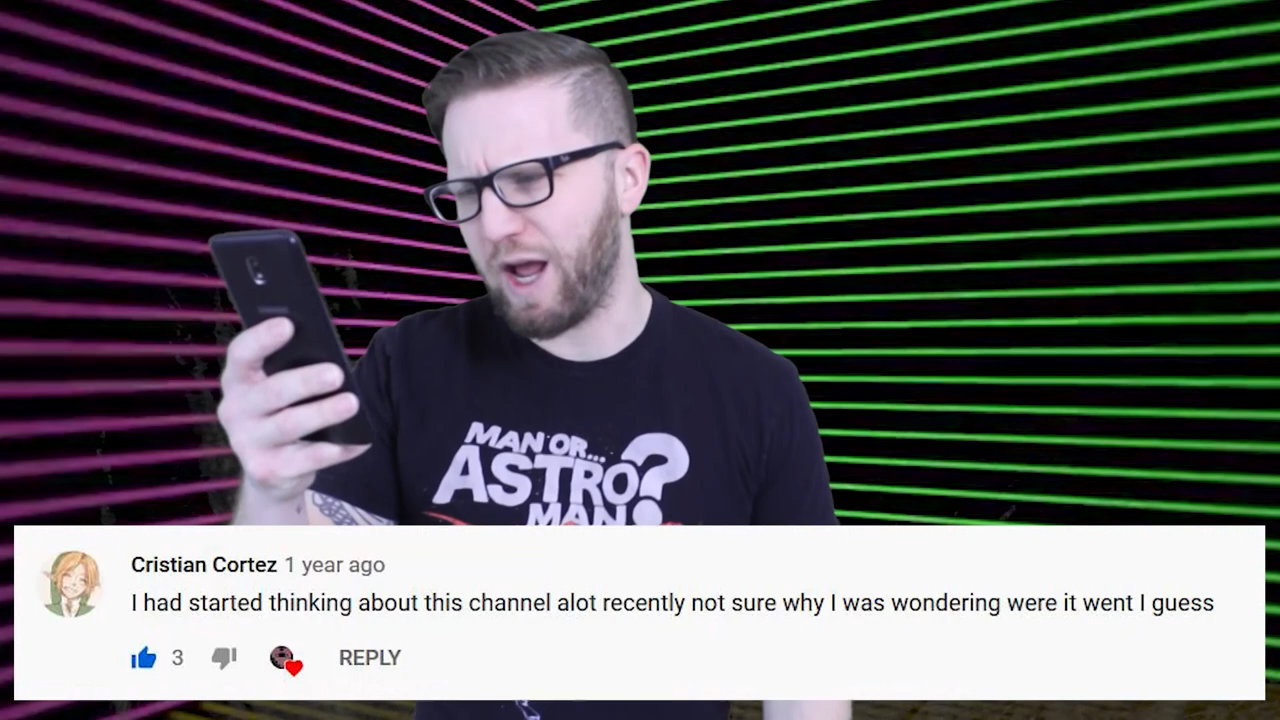 MAN OR...
ASTRO
MAN?
Cristian Cortez 1 year ago
I had started thinking about this channel alot recently not sure why I was wondering were it went I guess
3
REPLY